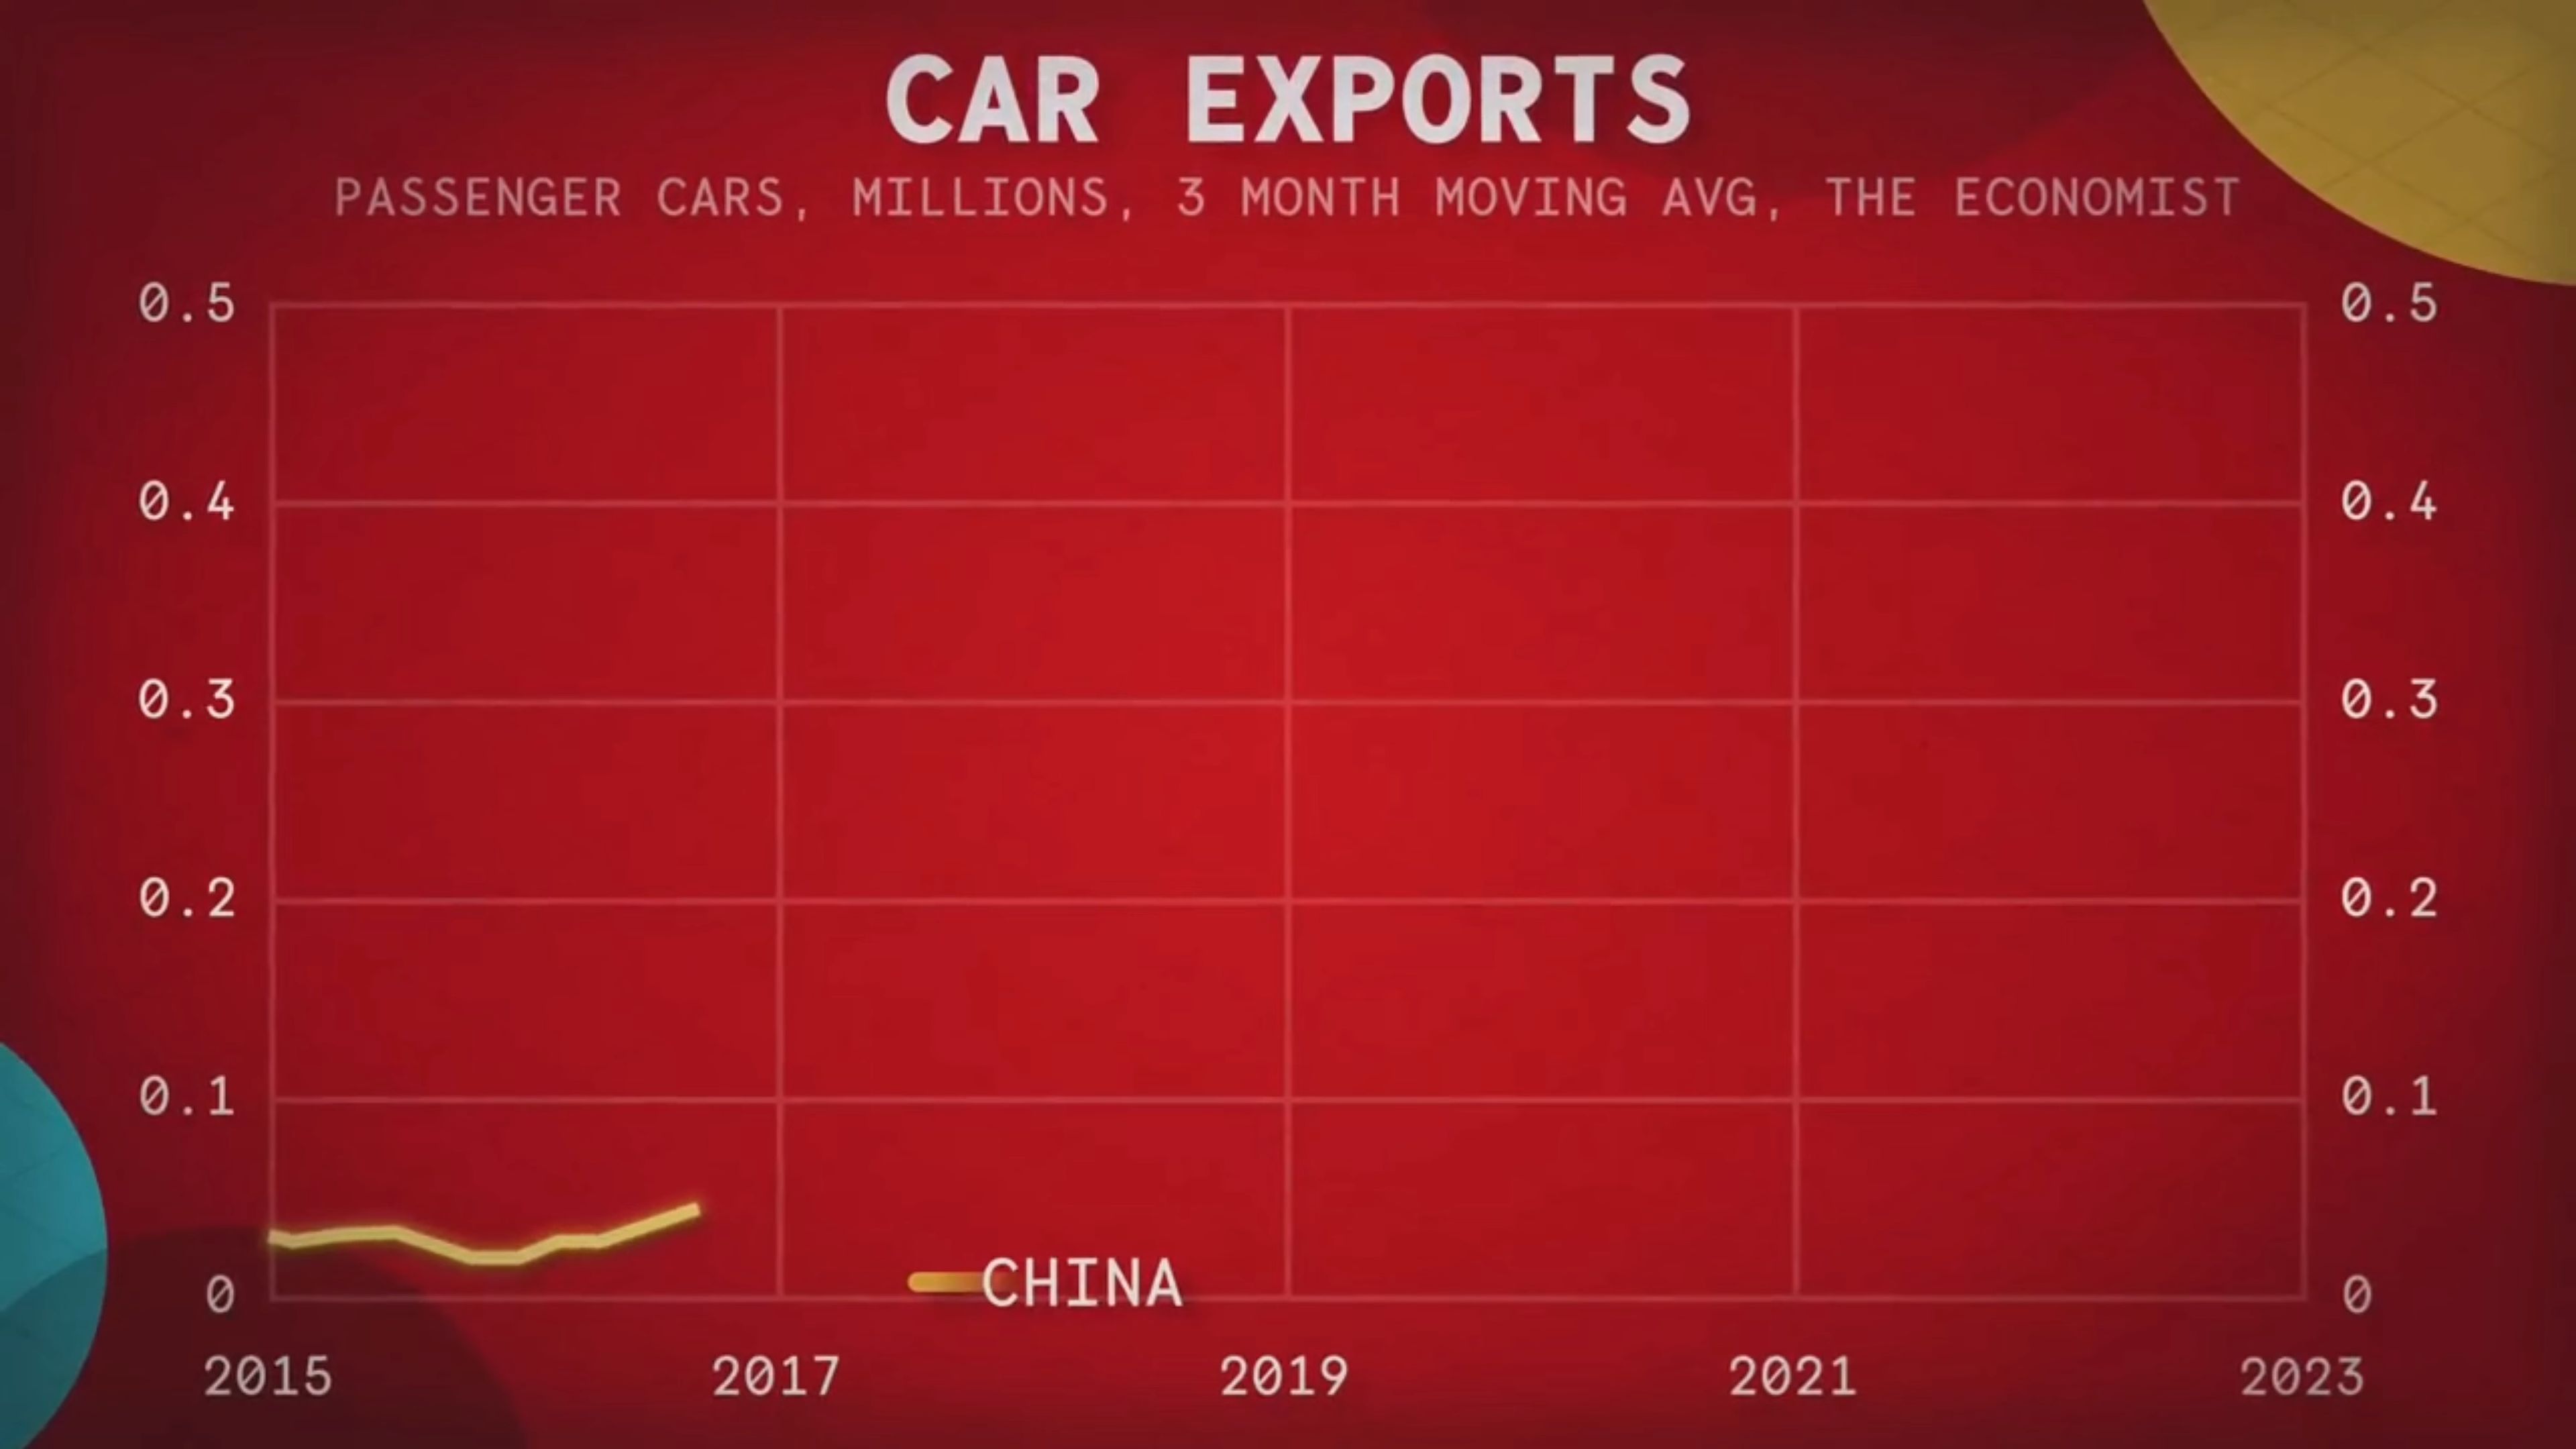 CAR EXPORTS
PASSENGER CARS, MILLIONS, 3 MONTH MOVING AVG, THE ECONOMIST
0.5 0.5
0.4 0.4
0.3 0.3
0.2 0.2
0.1 0.1
CHINA
0 0
2015 2017 2019 2021 2023